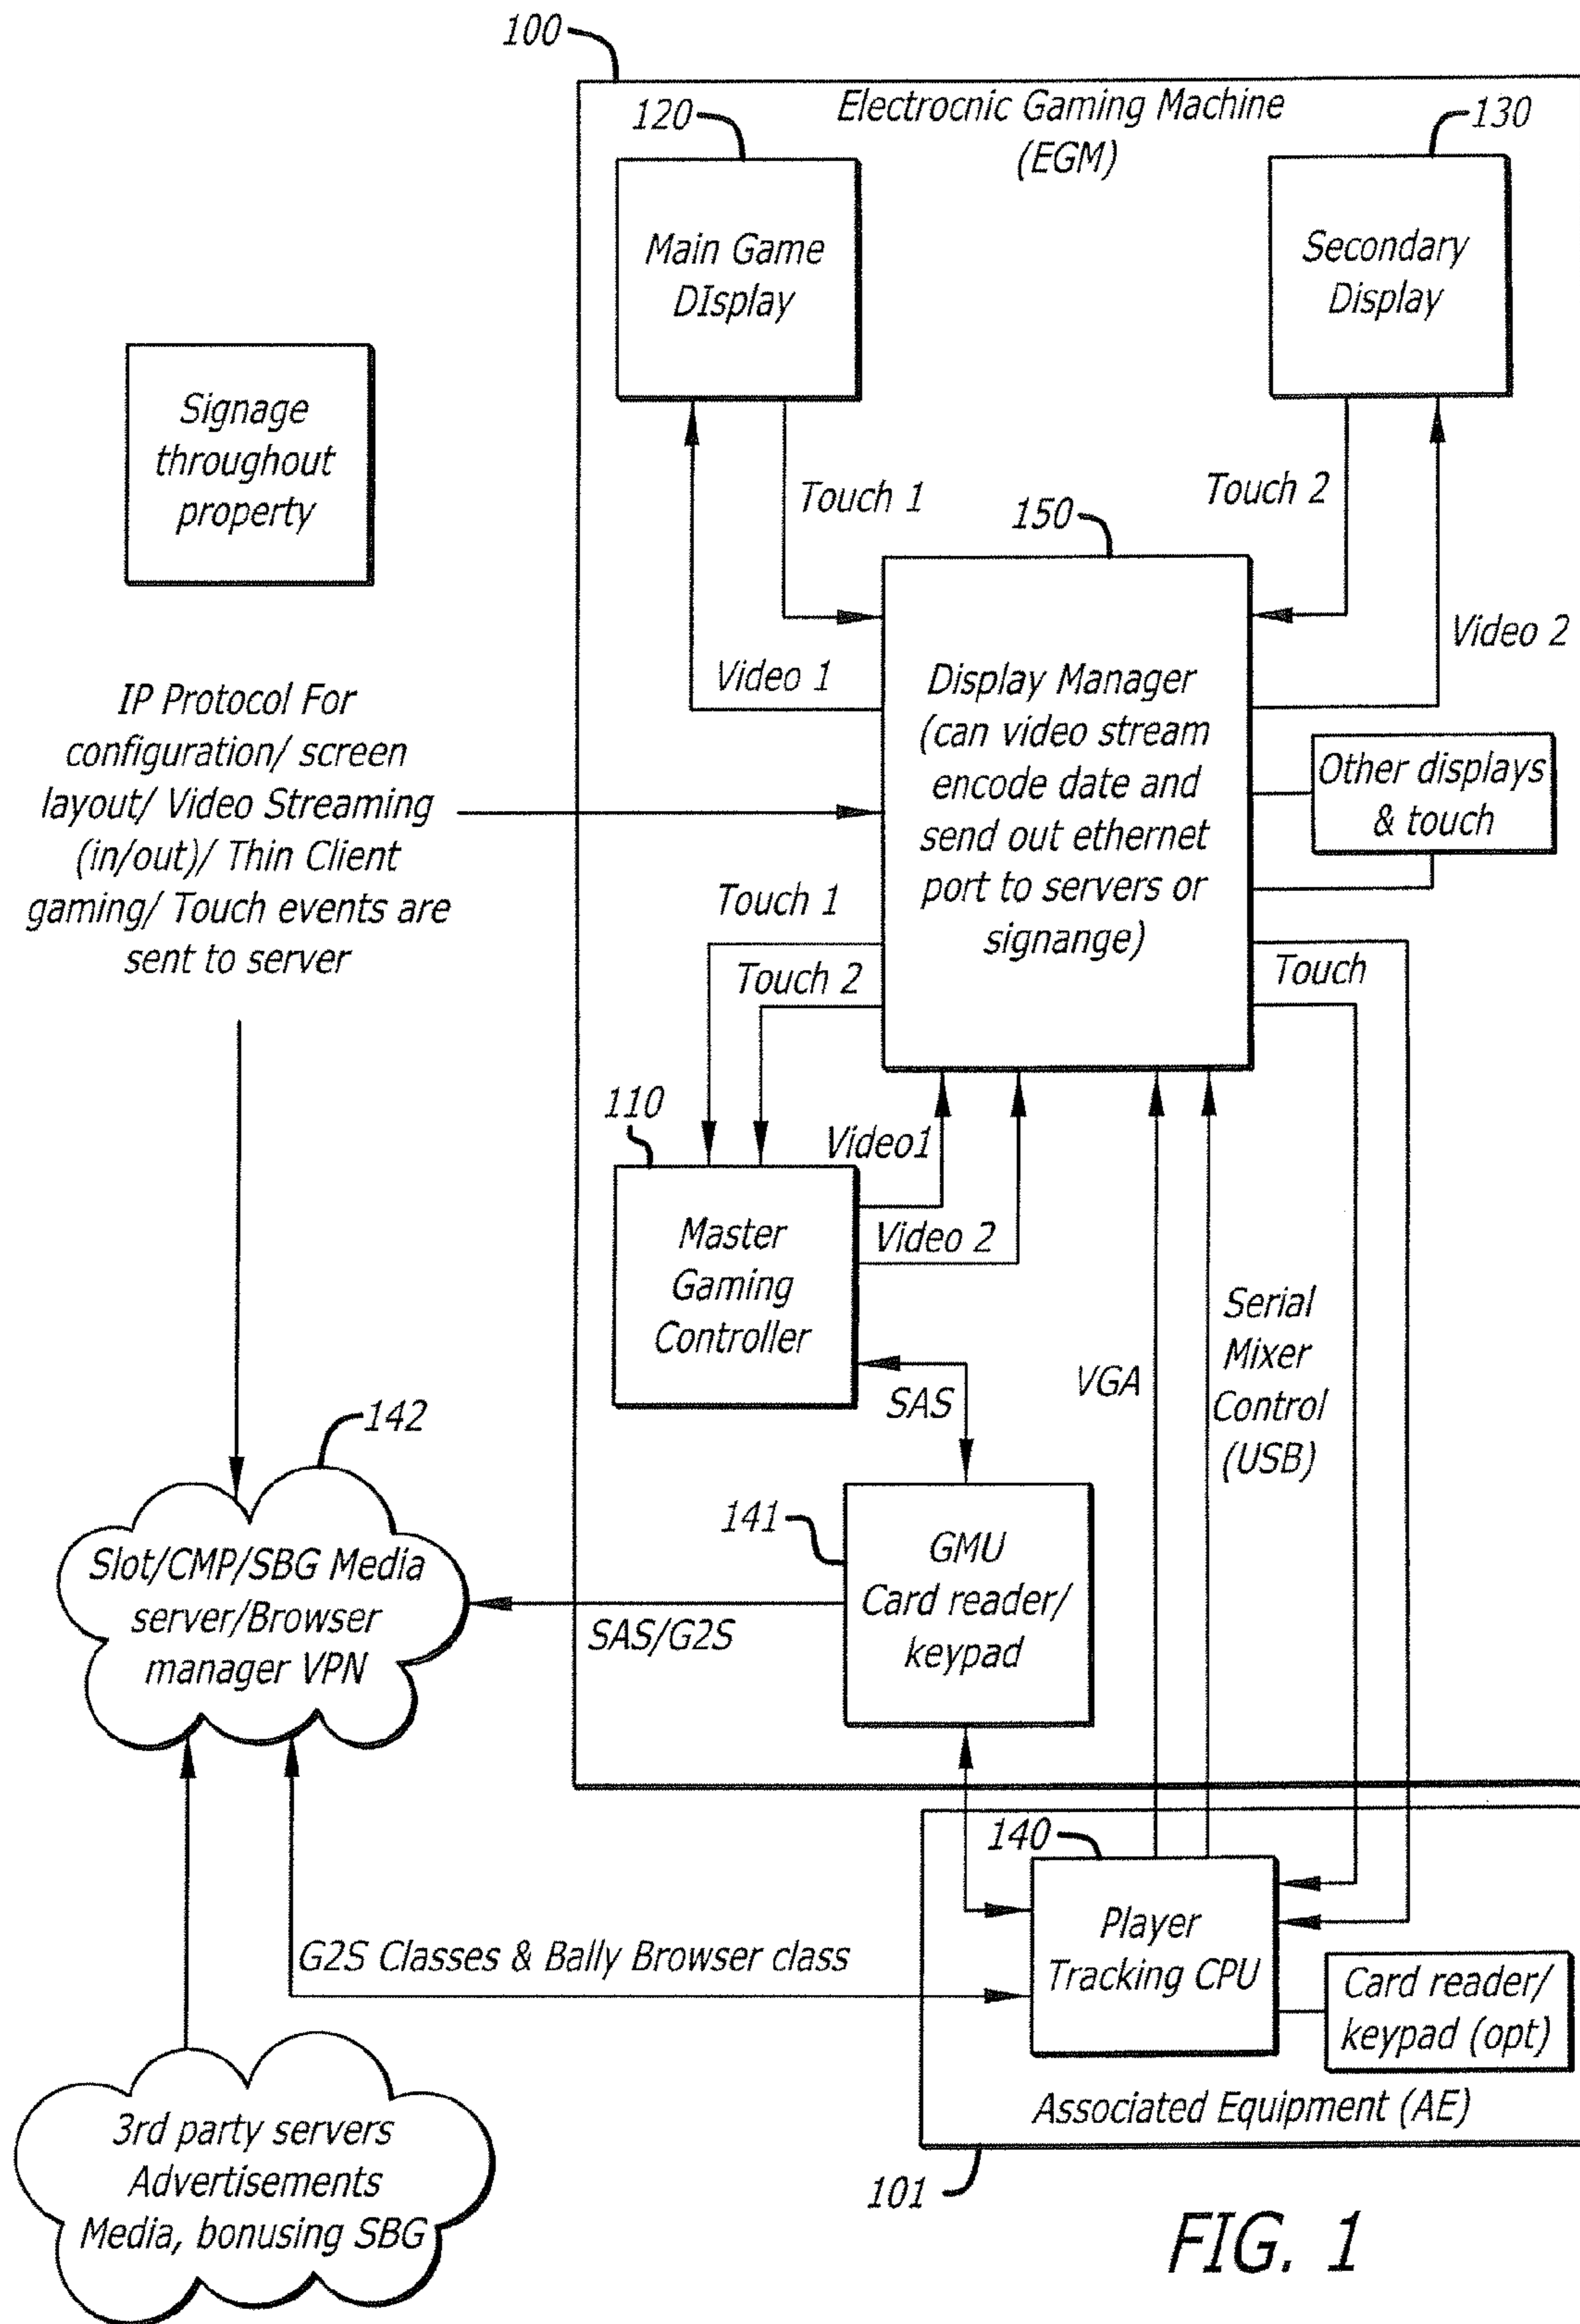 100
Electrocnic Gaming Machine
(EGM)
120
130
Main Game
DIsplay
Secondary
Display
Signage
throughout
property
Touch 1
Touch 2
150
Video 1
Video 2
IP Protocol For
configuration/ screen
layout/ Video Streaming
(in/out)/ Thin Client
gaming/ Touch events are
sent to server
Display Manager
(can video stream
encode date and
send out ethernet
port to servers or
signange)
Other displays
& touch
Touch 1
Touch 2
Touch
110
Video1
Video 2
Master
Gaming
Controller
SAS
VGA
Serial
Mixer
Control
(USB)
142
141
GMU
Card reader/
keypad
Slot/CMP/SBG Media
server/Browser
manager VPN
SAS/G2S
140
Player
Tracking CPU
G2S Classes & Bally Browser class
Card reader/
keypad (opt)
Associated Equipment (AE)
101
3rd party servers
Advertisements
Media, bonusing SBG
FIG. 1